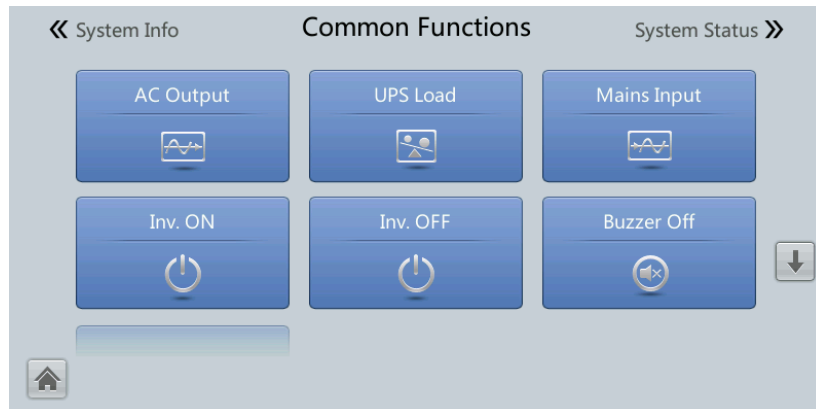 System Info
Common Functions
System Status
AC Output
UPS Load
Mains Input
Inv. ON
Inv. OFF
Buzzer Off